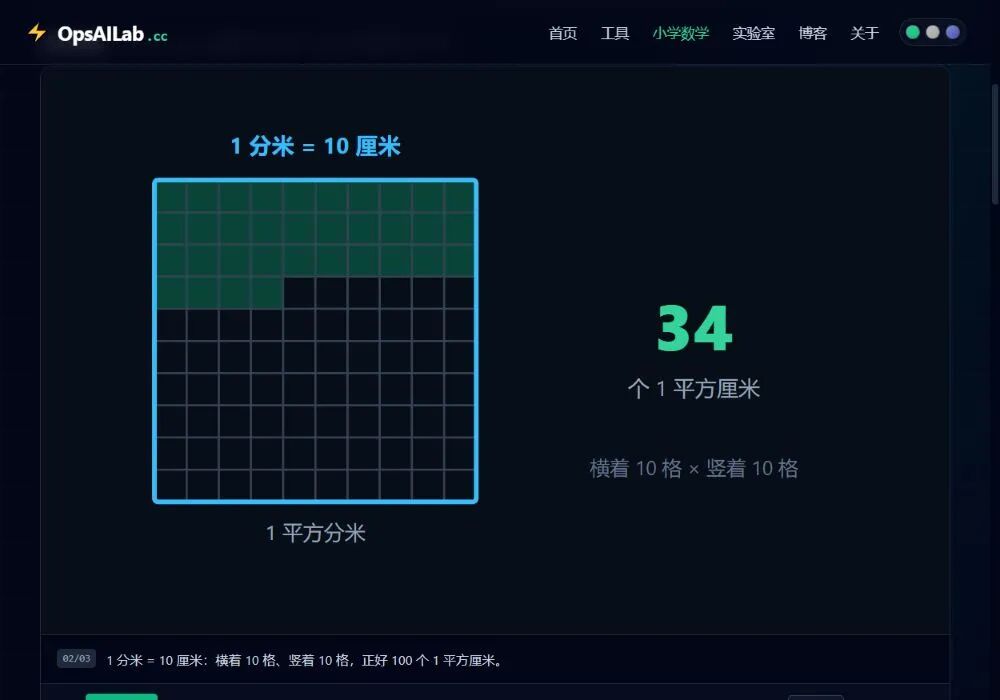 OpsAILab.cc
首页 工具 小学数学 实验室 博客 关于
1 分米 = 10 厘米
34
个 1 平方厘米
横着 10 格 × 竖着 10 格
1 平方分米
02/03 1 分米 = 10 厘米：横着 10 格、竖着 10 格，正好 100 个 1 平方厘米。